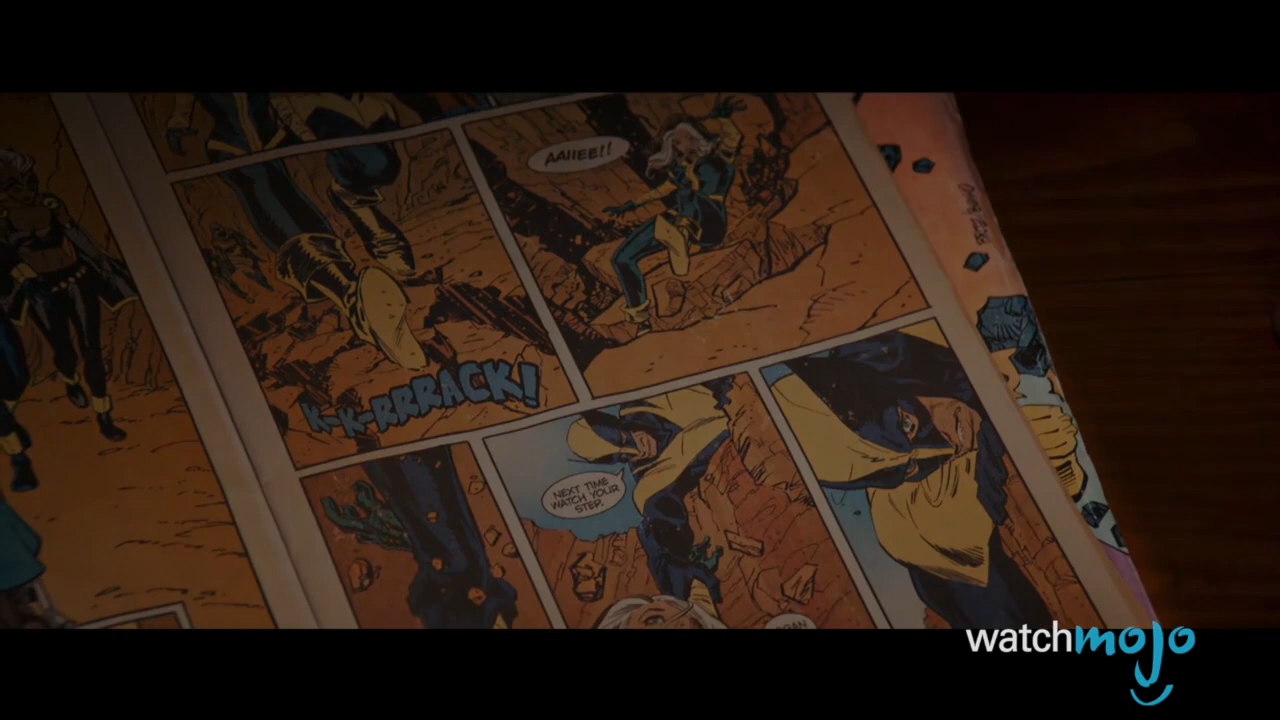 AAIIEE!!
K-K-RRRACK!
NEXT TIME
WATCH YOUR
STEP.
watchmojo